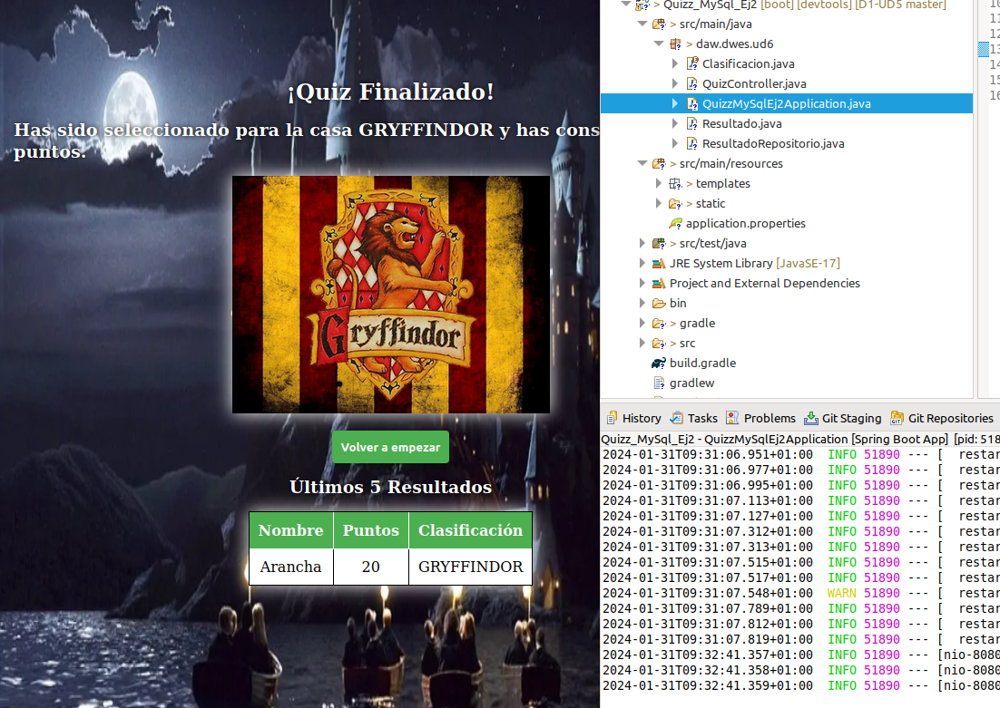 ¡Quiz Finalizado!
Has sido seleccionado para la casa GRYFFINDOR y has cons
puntos.
Gryffindor
Volver a empezar
Últimos 5 Resultados
Nombre Puntos Clasificación
Arancha 20 GRYFFINDOR
> Quizz_MySql_Ej2 [boot] [devtools] [D1-UD5 master]
> src/main/java
> daw.dwes.ud6
Clasificacion.java
QuizController.java
QuizzMySqlEj2Application.java
Resultado.java
ResultadoRepositorio.java
> src/main/resources
> templates
> static
application.properties
> src/test/java
JRE System Library [JavaSE-17]
Project and External Dependencies
bin
> gradle
> src
build.gradle
gradlew
History Tasks Problems Git Staging Git Repositories
Quizz_MySql_Ej2 - QuizzMySqlEj2Application [Spring Boot App] [pid: 518
2024-01-31T09:31:06.951+01:00 INFO 51890 --- [ restar
2024-01-31T09:31:06.977+01:00 INFO 51890 --- [ restar
2024-01-31T09:31:06.995+01:00 INFO 51890 --- [ restar
2024-01-31T09:31:07.113+01:00 INFO 51890 --- [ restar
2024-01-31T09:31:07.127+01:00 INFO 51890 --- [ restar
2024-01-31T09:31:07.312+01:00 INFO 51890 --- [ restar
2024-01-31T09:31:07.313+01:00 INFO 51890 --- [ restar
2024-01-31T09:31:07.515+01:00 INFO 51890 --- [ restar
2024-01-31T09:31:07.517+01:00 INFO 51890 --- [ restar
2024-01-31T09:31:07.548+01:00 WARN 51890 --- [ restar
2024-01-31T09:31:07.789+01:00 INFO 51890 --- [ restar
2024-01-31T09:31:07.812+01:00 INFO 51890 --- [ restar
2024-01-31T09:31:07.819+01:00 INFO 51890 --- [ restar
2024-01-31T09:32:41.357+01:00 INFO 51890 --- [nio-8080
2024-01-31T09:32:41.358+01:00 INFO 51890 --- [nio-8080
2024-01-31T09:32:41.359+01:00 INFO 51890 --- [nio-8080